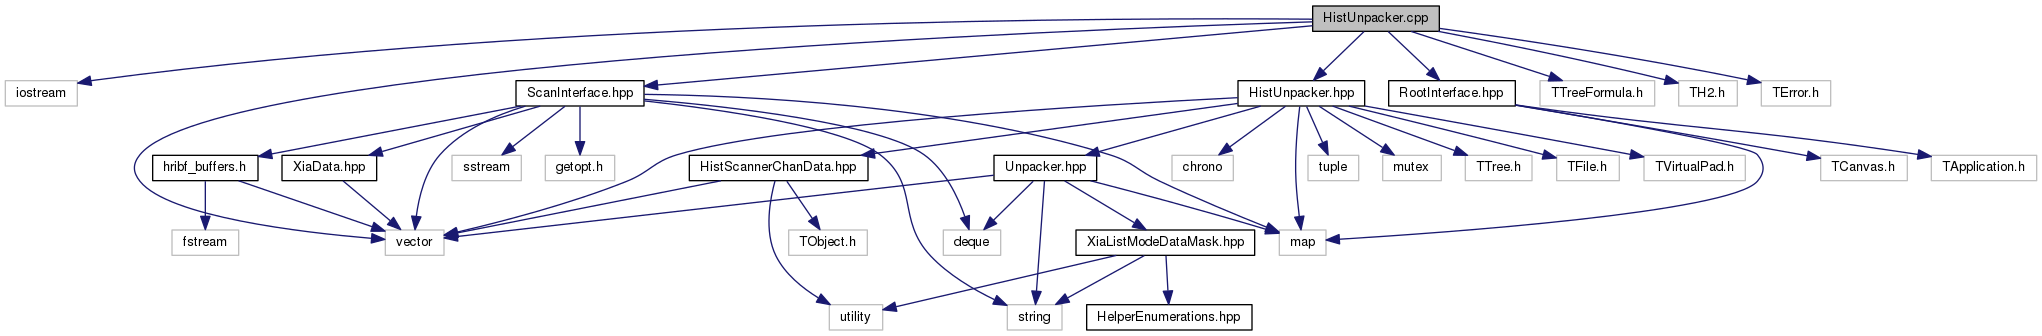 HistUnpacker.cpp
iostream
ScanInterface.hpp
HistUnpacker.hpp
RootInterface.hpp
TTreeFormula.h
TH2.h
TError.h
hribf_buffers.h
XiaData.hpp
sstream
getopt.h
HistScannerChanData.hpp
Unpacker.hpp
chrono
tuple
mutex
TTree.h
TFile.h
TVirtualPad.h
TCanvas.h
TApplication.h
fstream
vector
TObject.h
deque
XiaListModeDataMask.hpp
map
utility
string
HelperEnumerations.hpp